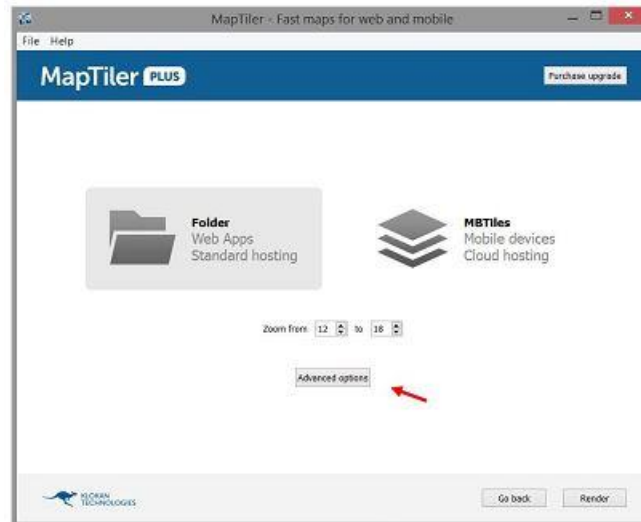 MapTiler - Fast maps for web and mobile
File Help
MapTiler PLUS
Purchase upgrade
Folder
Web Apps
Standard hosting
MBTiles
Mobile devices
Cloud hosting
Zoom from 12 to 18
Advanced options
KLOKAN
TECHNOLOGIES
Go back Render